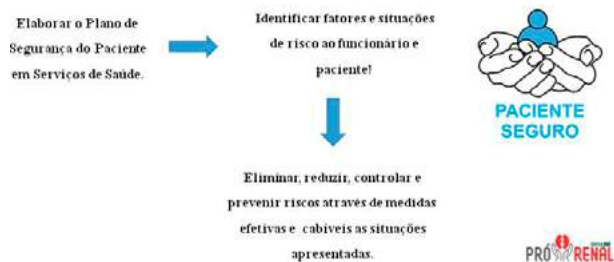 Elaborar o Plano de
Segurança do Paciente
em Serviços de Saúde.
Identificar fatores e situações
de risco ao funcionário e
paciente!
PACIENTE
SEGURO
Eliminar, reduzir, controlar e
prevenir riscos através de medidas
efetivas e cabíveis as situações
apresentadas.
PRÓ RENAL